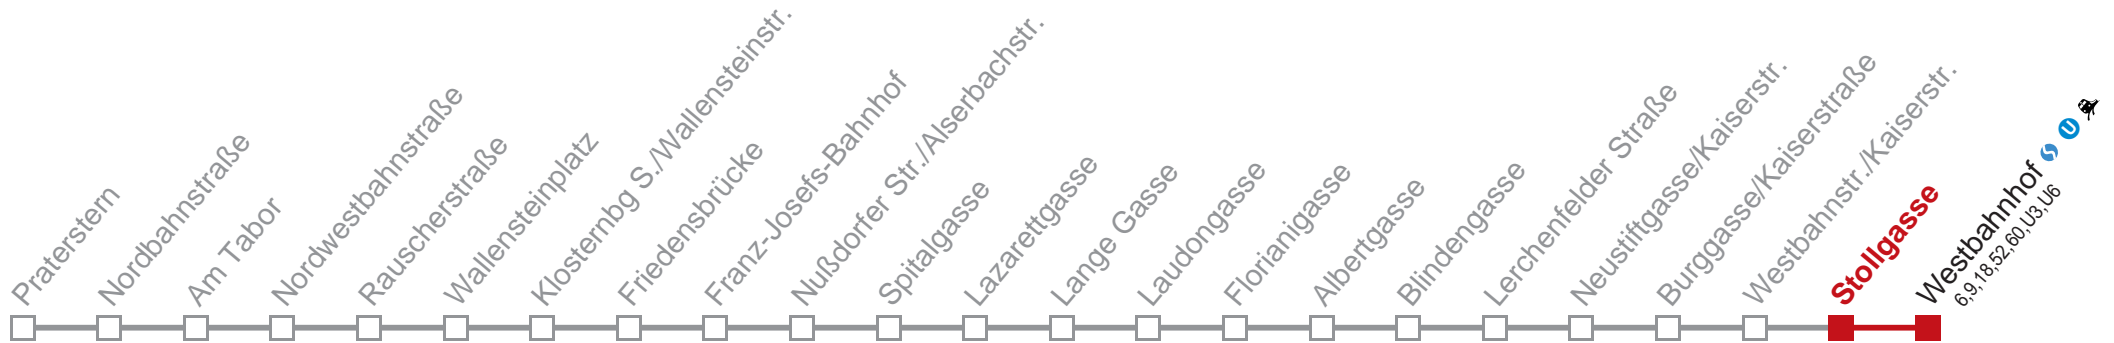 Praterstern
Nordbahnstraße
Am Tabor
Nordwestbahnstraße
Rauscherstraße
Wallensteinplatz
Klosternbg S./Wallensteinstr.
Friedensbrücke
Franz-Josefs-Bahnhof
Nußdorfer Str./Alserbachstr.
Spitalgasse
Lazarettgasse
Lange Gasse
Laudongasse
Florianigasse
Albertgasse
Blindengasse
Lerchenfelder Straße
Neustiftgasse/Kaiserstr.
Burggasse/Kaiserstraße
Westbahnstr./Kaiserstr.
Stollgasse
Westbahnhof S U
6,9,18,52,60,U3,U6